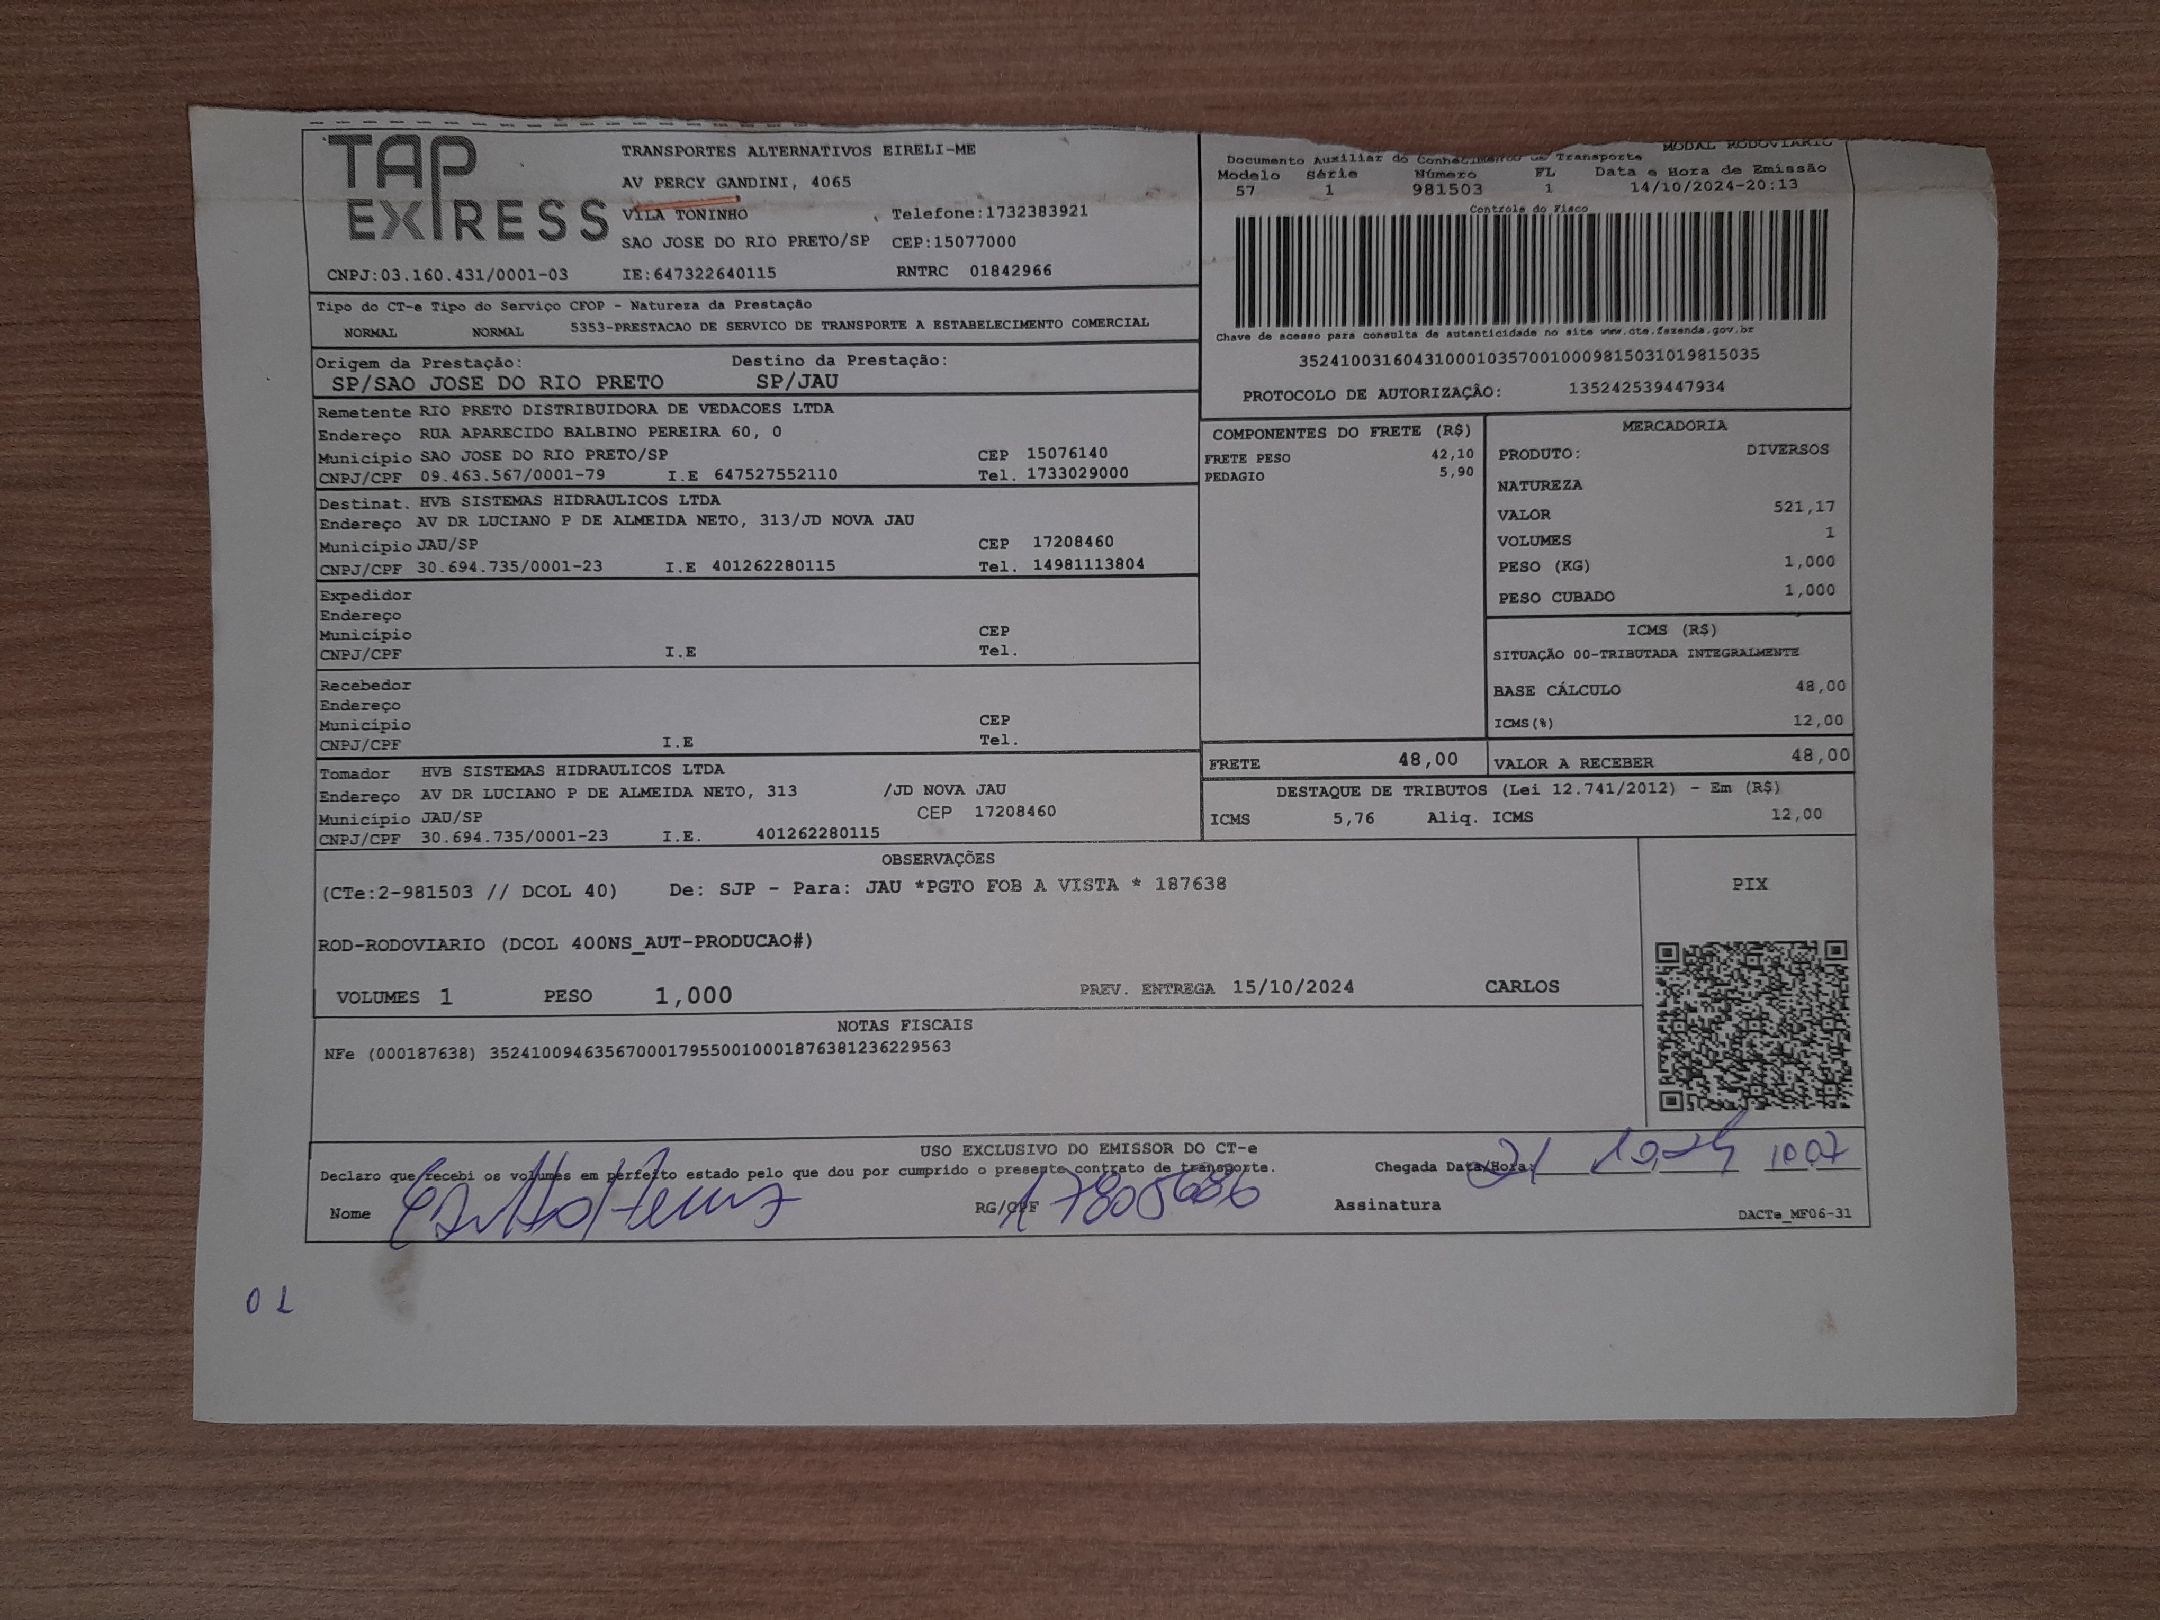 TAP EXPRESS
TRANSPORTES ALTERNATIVOS EIRELI-ME
AV PERCY GANDINI, 4065
VILA TONINHO Telefone:1732383921
SAO JOSE DO RIO PRETO/SP CEP:15077000
CNPJ:03.160.431/0001-03 IE:647322640115 RNTRC 01842966
MODAL RODOVIARIO
Documento Auxiliar do Conhecimento de Transporte
Modelo Série Número FL Data e Hora de Emissão
57 1 981503 1 14/10/2024-20:13
Controle do Fisco
Chave de acesso para consulta de autenticidade no site www.cte.fazenda.gov.br
35241003160431000103570010009815031019815035
PROTOCOLO DE AUTORIZAÇÃO: 135242539447934
Tipo do CT-e Tipo do Serviço CFOP - Natureza da Prestação
NORMAL NORMAL 5353-PRESTACAO DE SERVICO DE TRANSPORTE A ESTABELECIMENTO COMERCIAL
Origem da Prestação: Destino da Prestação:
SP/SAO JOSE DO RIO PRETO SP/JAU
Remetente RIO PRETO DISTRIBUIDORA DE VEDACOES LTDA
Endereço RUA APARECIDO BALBINO PEREIRA 60, 0
Município SAO JOSE DO RIO PRETO/SP CEP 15076140
CNPJ/CPF 09.463.567/0001-79 I.E 647527552110 Tel. 1733029000
Destinat. HVB SISTEMAS HIDRAULICOS LTDA
Endereço AV DR LUCIANO P DE ALMEIDA NETO, 313/JD NOVA JAU
Município JAU/SP CEP 17208460
CNPJ/CPF 30.694.735/0001-23 I.E 401262280115 Tel. 14981113804
Expedidor
Endereço
Município CEP
CNPJ/CPF I.E Tel.
Recebedor
Endereço
Município CEP
CNPJ/CPF I.E Tel.
Tomador HVB SISTEMAS HIDRAULICOS LTDA
Endereço AV DR LUCIANO P DE ALMEIDA NETO, 313 /JD NOVA JAU
Município JAU/SP CEP 17208460
CNPJ/CPF 30.694.735/0001-23 I.E. 401262280115
COMPONENTES DO FRETE (R$)
FRETE PESO 42,10
PEDAGIO 5,90
MERCADORIA
PRODUTO: DIVERSOS
NATUREZA
VALOR 521,17
VOLUMES 1
PESO (KG) 1,000
PESO CUBADO 1,000
ICMS (R$)
SITUAÇÃO 00-TRIBUTADA INTEGRALMENTE
BASE CÁLCULO 48,00
ICMS(%) 12,00
FRETE 48,00 VALOR A RECEBER 48,00
DESTAQUE DE TRIBUTOS (Lei 12.741/2012) - Em (R$)
ICMS 5,76 Aliq. ICMS 12,00
OBSERVAÇÕES
(CTe:2-981503 // DCOL 40) De: SJP - Para: JAU *PGTO FOB A VISTA * 187638
ROD-RODOVIARIO (DCOL 400NS_AUT-PRODUCAO#)
VOLUMES 1 PESO 1,000 PREV. ENTREGA 15/10/2024 CARLOS
PIX
NOTAS FISCAIS
NFe (000187638) 35241009463567000179550010001876381236229563
USO EXCLUSIVO DO EMISSOR DO CT-e
Declaro que recebi os volumes em perfeito estado pelo que dou por cumprido o presente contrato de transporte. Chegada Data/Hora: 21 10 24 1007
Nome RG/CPF 17805686 Assinatura
DACTe_MF06-31
01